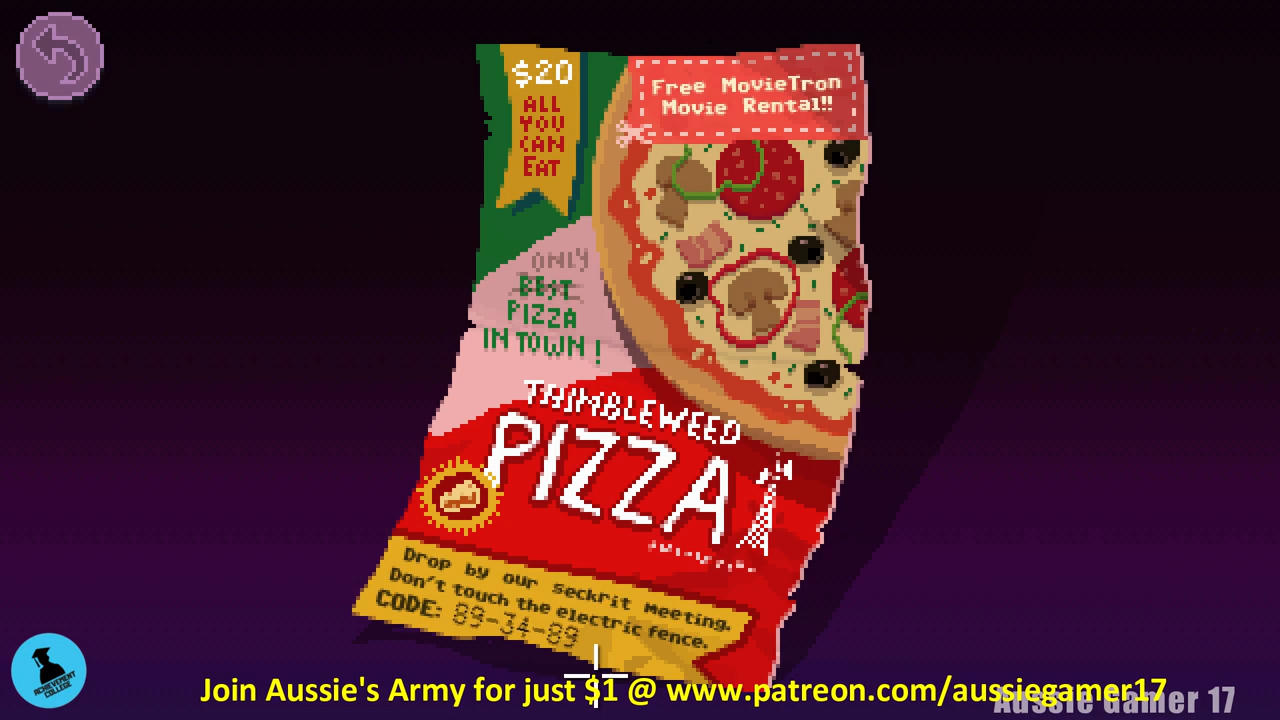 $20
ALL
YOU
CAN
EAT
Free MovieTron
Movie Rental!!
ONLY
BEST
PIZZA
IN TOWN !
THIMBLEWEED
PIZZA
Drop by our seckrit meeting.
Don't touch the electric fence.
CODE: 89-34-89
ACHIEVEMENT
COLLEGE
Join Aussie's Army for just $1 @ www.patreon.com/aussiegamer17
Aussie Gamer 17